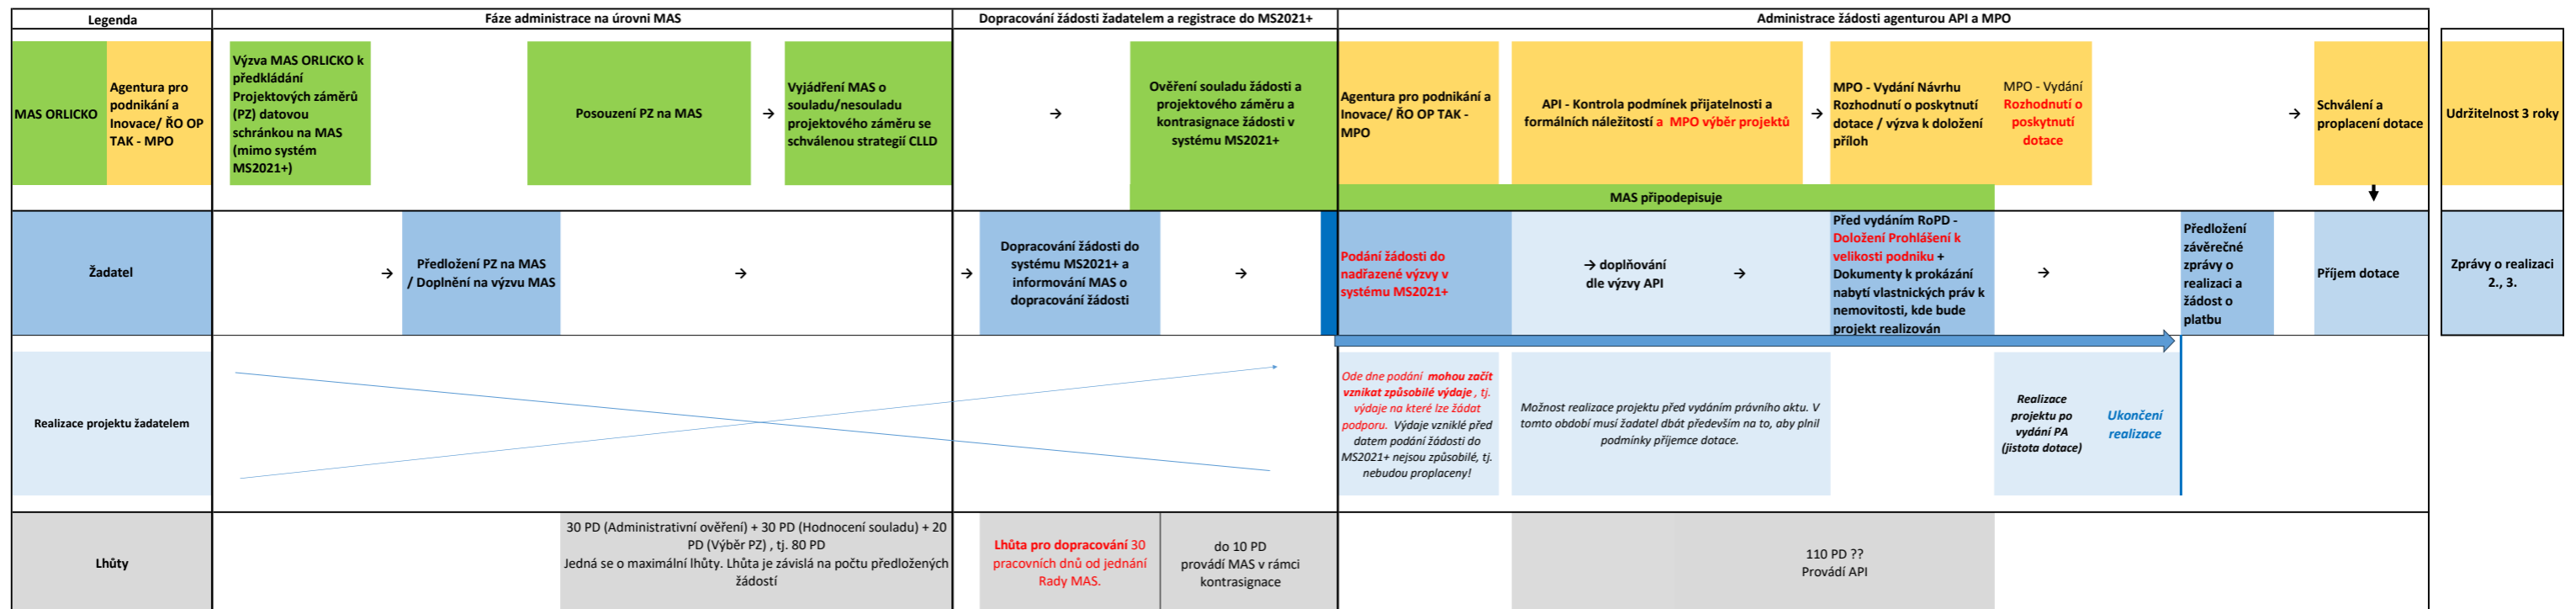 Legenda
Fáze administrace na úrovni MAS
Dopracování žádosti žadatelem a registrace do MS2021+
Administrace žádosti agenturou API a MPO
MAS ORLICKO
Agentura pro
podnikání a
Inovace/ ŘO OP
TAK - MPO
Výzva MAS ORLICKO k
předkládání
Projektových záměrů
(PZ) datovou
schránkou na MAS
(mimo systém
MS2021+)
Posouzení PZ na MAS
→
Vyjádření MAS o
souladu/nesouladu
projektového záměru se
schválenou strategií CLLD
→
Ověření souladu žádosti a
projektového záměru a
kontrasignace žádosti v
systému MS2021+
Agentura pro podnikání a
Inovace/ ŘO OP TAK -
MPO
API - Kontrola podmínek přijatelnosti a
formálních náležitostí a MPO výběr projektů
→
MPO - Vydání Návrhu
Rozhodnutí o poskytnutí
dotace / výzva k doložení
příloh
MPO - Vydání
Rozhodnutí o
poskytnutí
dotace
→
Schválení a
proplacení dotace
Udržitelnost 3 roky
MAS připodepisuje
Žadatel
→
Předložení PZ na MAS
/ Doplnění na výzvu MAS
→
→
Dopracování žádosti do
systému MS2021+ a
informování MAS o
dopracování žádosti
→
Podání žádosti do
nadřazené výzvy v
systému MS2021+
→ doplňování
dle výzvy API
→
Před vydáním RoPD -
Doložení Prohlášení k
velikosti podniku +
Dokumenty k prokázání
nabytí vlastnických práv k
nemovitosti, kde bude
projekt realizován
→
Předložení
závěrečné
zprávy o
realizaci a
žádost o
platbu
Příjem dotace
Zprávy o realizaci
2., 3.
Realizace projektu žadatelem
Ode dne podání mohou začít
vznikat způsobilé výdaje , tj.
výdaje na které lze žádat
podporu. Výdaje vzniklé před
datem podání žádosti do
MS2021+ nejsou způsobilé, tj.
nebudou proplaceny!
Možnost realizace projektu před vydáním právního aktu. V
tomto období musí žadatel dbát především na to, aby plnil
podmínky příjemce dotace.
Realizace
projektu po
vydání PA
(jistota dotace)
Ukončení
realizace
Lhůty
30 PD (Administrativní ověření) + 30 PD (Hodnocení souladu) + 20
PD (Výběr PZ) , tj. 80 PD
Jedná se o maximální lhůty. Lhůta je závislá na počtu předložených
žádostí
Lhůta pro dopracování 30
pracovních dnů od jednání
Rady MAS.
do 10 PD
provádí MAS v rámci
kontrasignace
110 PD ??
Provádí API